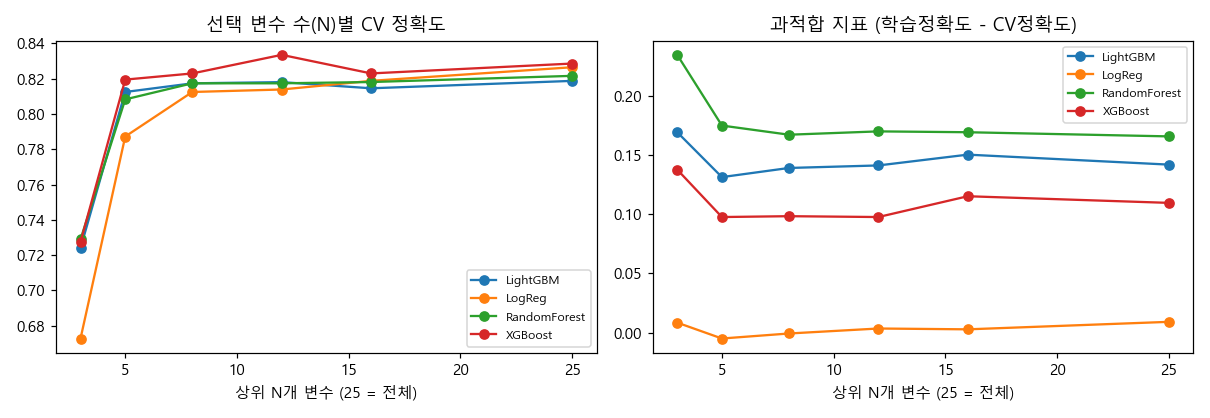 선택 변수 수(N)별 CV 정확도
0.84
0.82
0.80
0.78
0.76
0.74
0.72
0.70
0.68
5
10
15
20
25
상위 N개 변수 (25 = 전체)
LightGBM
LogReg
RandomForest
XGBoost
과적합 지표 (학습정확도 - CV정확도)
0.20
0.15
0.10
0.05
0.00
5
10
15
20
25
상위 N개 변수 (25 = 전체)
LightGBM
LogReg
RandomForest
XGBoost